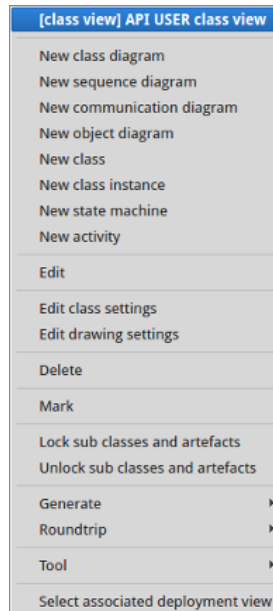 [class view] API USER class view
New class diagram
New sequence diagram
New communication diagram
New object diagram
New class
New class instance
New state machine
New activity
Edit
Edit class settings
Edit drawing settings
Delete
Mark
Lock sub classes and artefacts
Unlock sub classes and artefacts
Generate
Roundtrip
Tool
Select associated deployment view